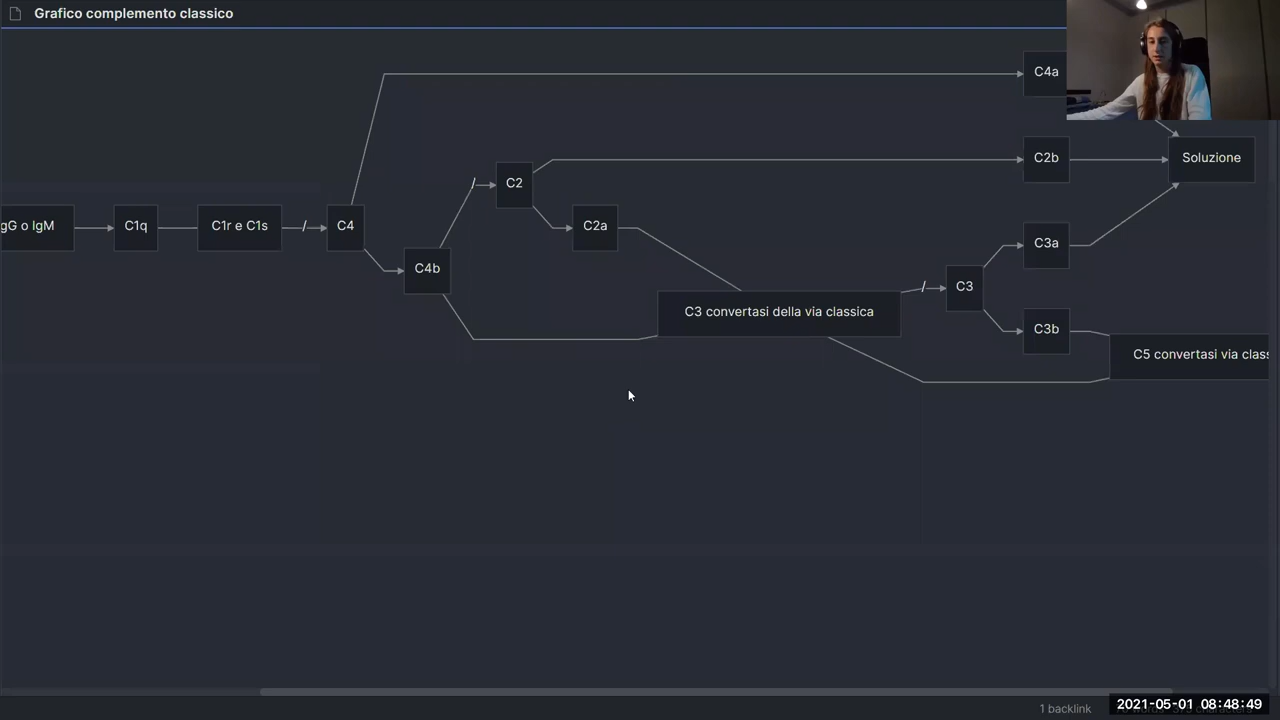 Grafico complemento classico
C4a
C2b
Soluzione
C2
gG o IgM
C1q
C1r e C1s
/
C4
/
C2a
C4b
C3a
C3 convertasi della via classica
/
C3
C3b
C5 convertasi via class
1 backlink
2021-05-01 08:48:49